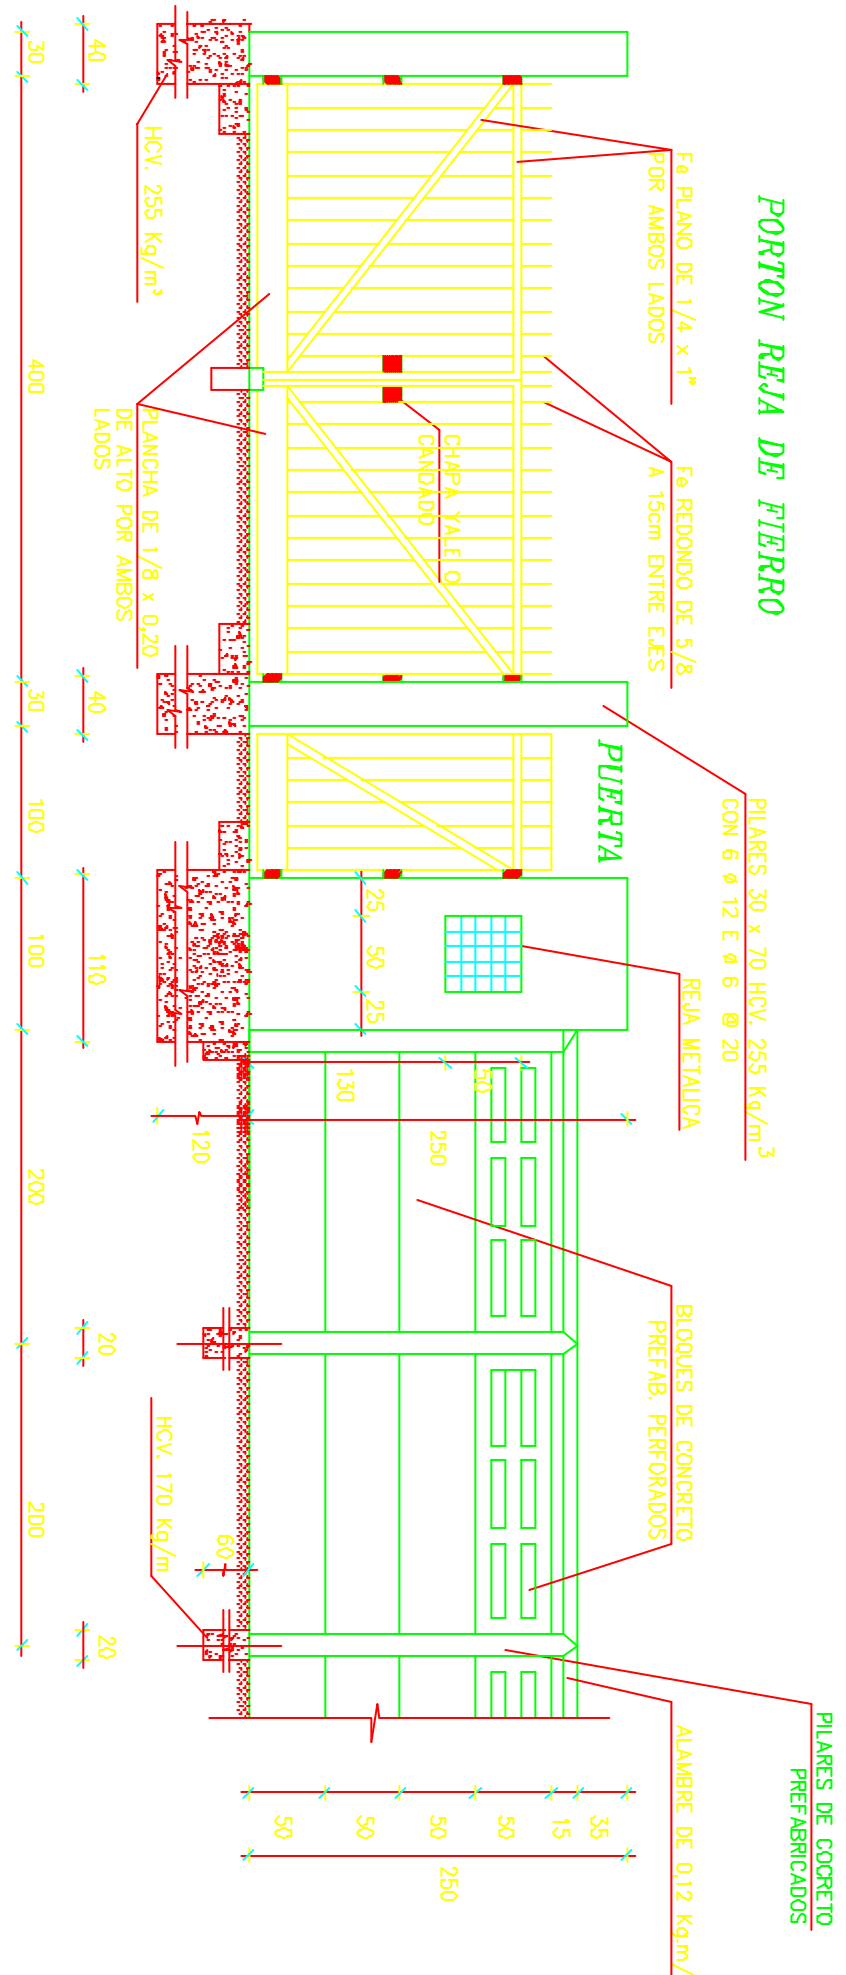 PORTON REJA DE FIERRO
Fe PLANO DE 1/4 x 1"
POR AMBOS LADOS
Fe REDONDO DE 5/8
A 15cm ENTRE EJES
PILARES 30 x 70 HCV. 255 Kg/m³
CON 6 ø 12 E ø 6 @ 20
PUERTA
REJA METALICA
BLOQUES DE CONCRETO
PREFAB. PERFORADOS
PILARES DE COCRETO
PREFABRICADOS
ALAMBRE DE 0,12 Kg.m/
CHAPA YALE O
CANDADO
25
50
25
50
130
250
120
35
15
50
50
50
50
250
HCV. 255 Kg/m³
PLANCHA DE 1/8 x 0,20
DE ALTO POR AMBOS
LADOS
HCV. 170 Kg/m
60
40
40
110
20
20
30
400
30
100
100
200
200